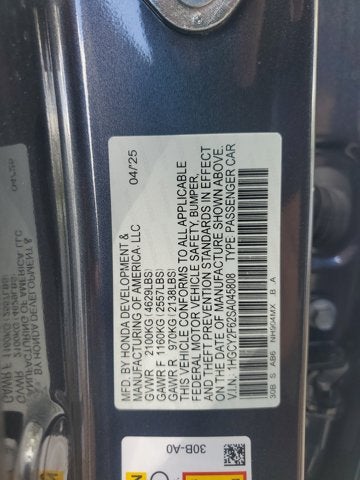 MFD. BY HONDA DEVELOPMENT & 04/25
MANUFACTURING OF AMERICA, LLC
GVWR 2100KG(4629LBS)
GAWR F 1160KG(2557LBS)
GAWR R 970KG(2138LBS)
THIS VEHICLE CONFORMS TO ALL APPLICABLE
FEDERAL MOTOR VEHICLE SAFETY, BUMPER,
AND THEFT PREVENTION STANDARDS IN EFFECT
ON THE DATE OF MANUFACTURE SHOWN ABOVE.
V.I.N. 1HGCY2F62SA045808 TYPE PASSENGER CAR
30B S AB6 NH904MX B A
30B-A0